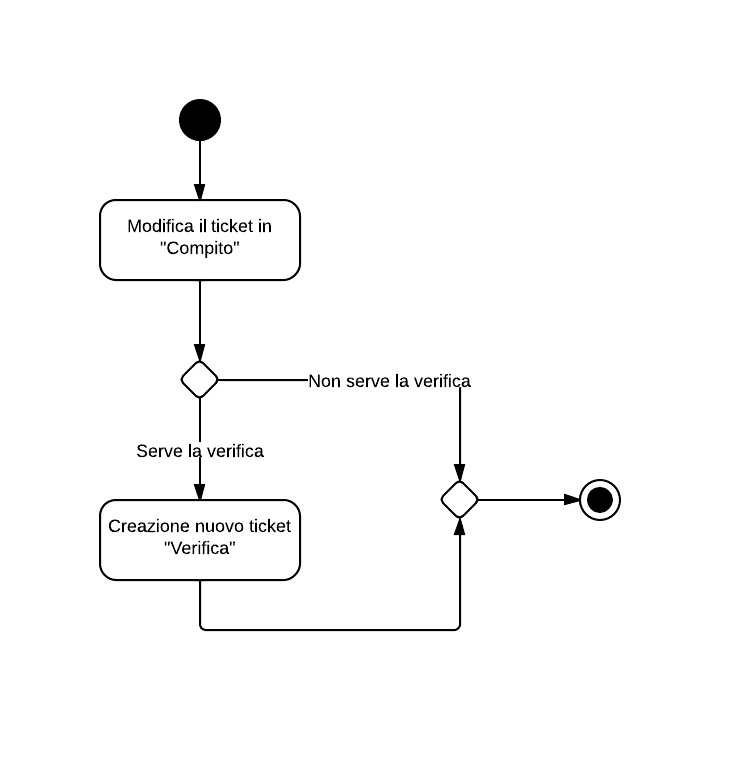 Modifica il ticket in
"Compito"
Non serve la verifica
Serve la verifica
Creazione nuovo ticket
"Verifica"